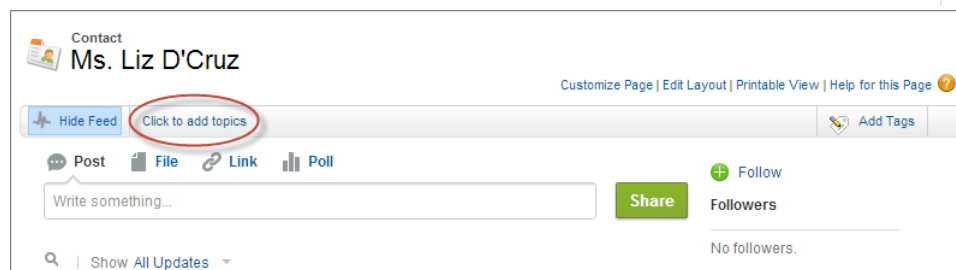 Contact
Ms. Liz D'Cruz
Customize Page | Edit Layout | Printable View | Help for this Page ?
Hide Feed Click to add topics Add Tags
Post File Link Poll
Follow
Write something... Share
Followers
No followers.
| Show All Updates